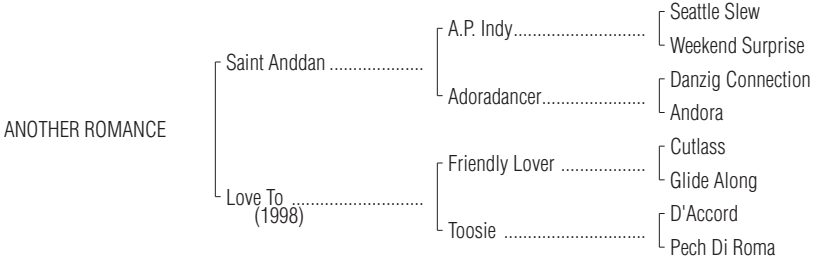 Seattle Slew
A.P. Indy
Weekend Surprise
Saint Anddan
Danzig Connection
Adoradancer
Andora
ANOTHER ROMANCE
Cutlass
Friendly Lover
Glide Along
Love To
(1998)
D'Accord
Toosie
Pech Di Roma